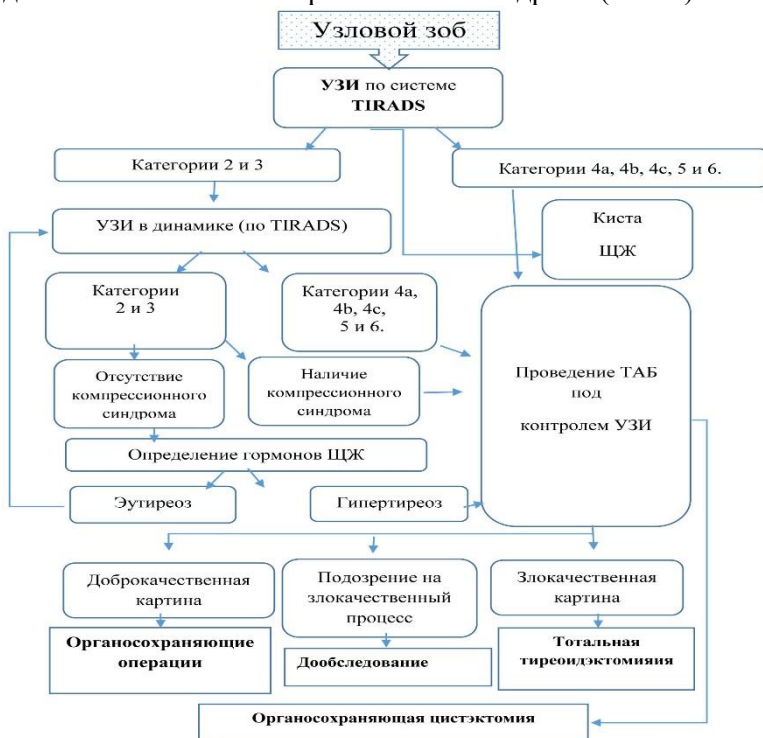 Узловой зоб
УЗИ по системе
TIRADS
Категории 2 и 3
Категории 4а, 4b, 4c, 5 и 6.
УЗИ в динамике (по TIRADS)
Киста
ЩЖ
Категории
2 и 3
Категории 4а,
4b, 4c,
5 и 6.
Проведение ТАБ
под
контролем УЗИ
Отсутствие
компрессионного
синдрома
Наличие
компрессионного
синдрома
Определение гормонов ЩЖ
Эутиреоз
Гипертиреоз
Доброкачественная
картина
Подозрение на
злокачественный
процесс
Злокачественная
картина
Органосохраняющие
операции
Дообследование
Тотальная
тиреоидэктомияия
Органосохраняющая цистэктомия